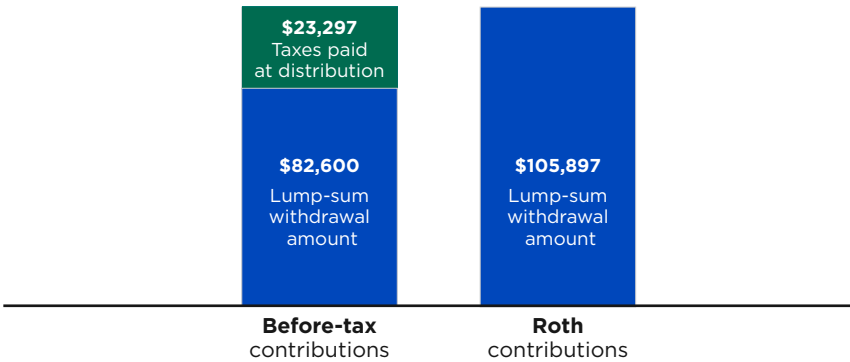 $23,297
Taxes paid
at distribution
$82,600
Lump-sum
withdrawal
amount
$105,897
Lump-sum
withdrawal
amount
Before-tax
contributions
Roth
contributions